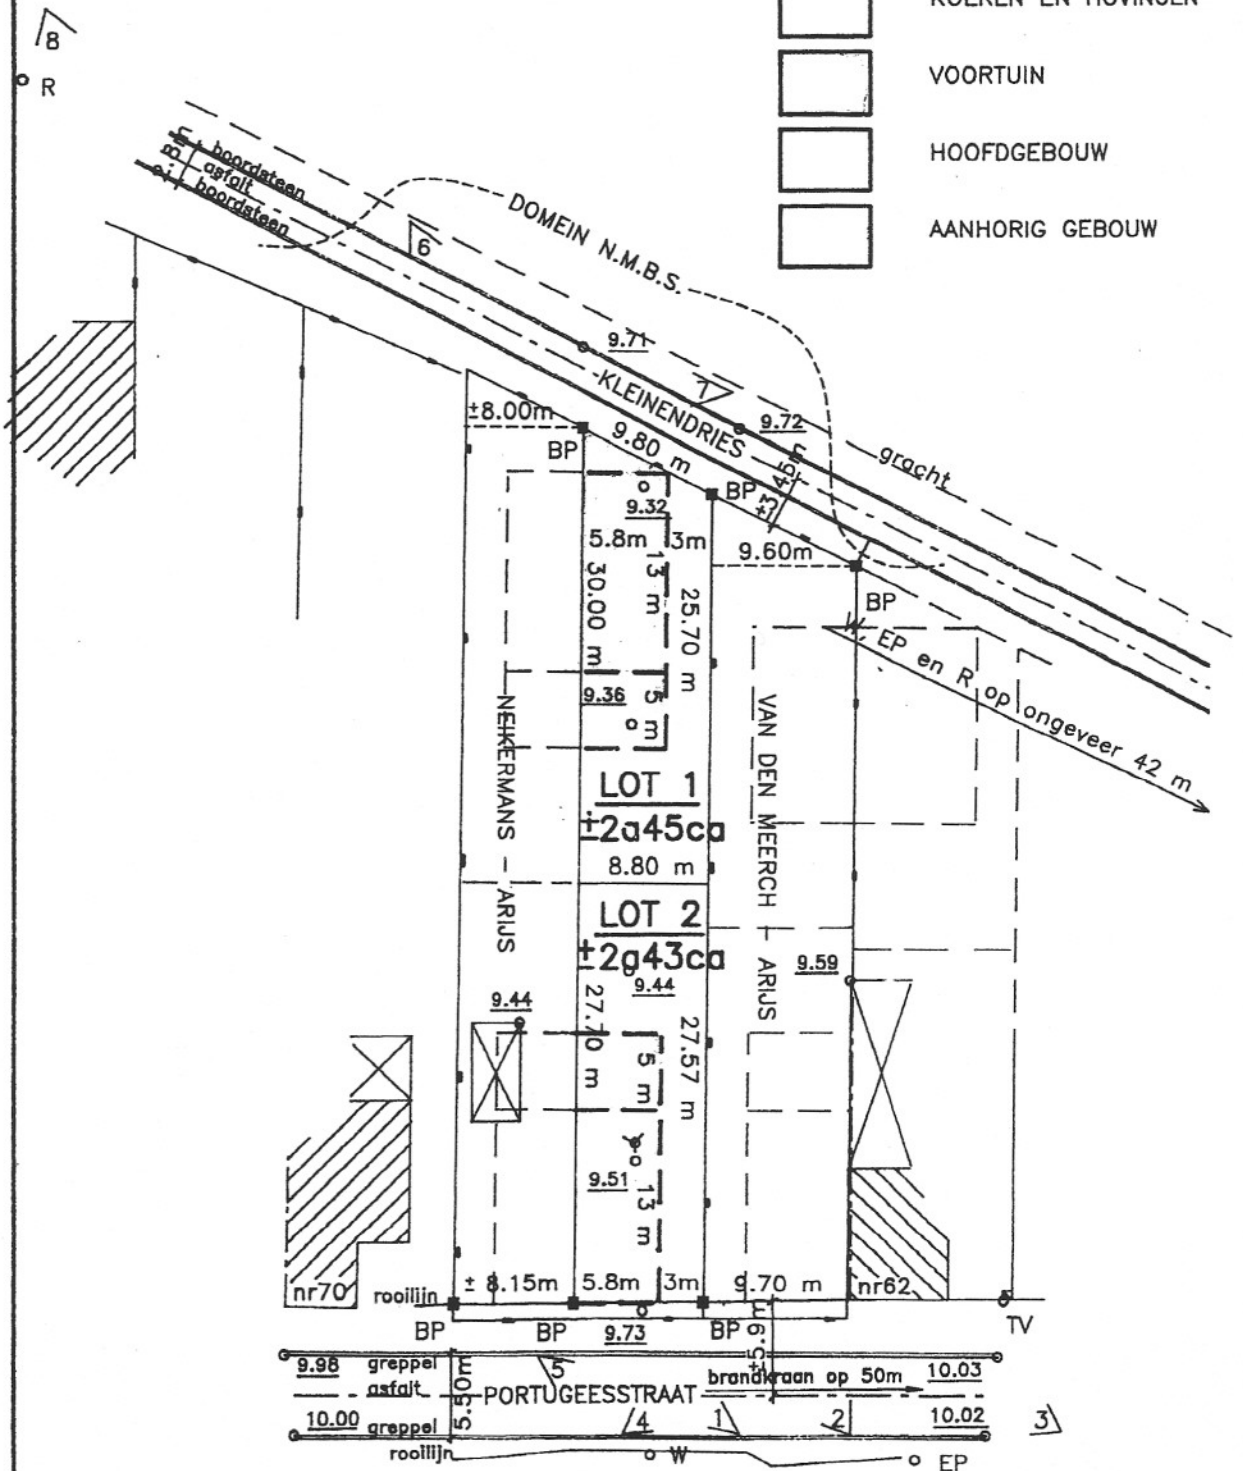 KOEREN EN HOVINGEN
8
R
VOORTUIN
HOOFDGEBOUW
AANHORIG GEBOUW
boordsteen
asfalt
boordsteen
6
DOMEIN N.M.B.S.
9.71
7
9.72
KLEINENDRIES
gracht
±8.00m
9.80 m
BP
BP
±3.45m
9.32
5.8m
3m
9.60m
13 m
30.00 m
25.70 m
BP
EP en R op ongeveer 42 m
9.36
5 m
NEIKERMANS - ARIJS
VAN DEN MEERCH - ARIJS
LOT 1
±2a45ca
8.80 m
LOT 2
±2a43ca
9.59
9.44
9.44
27.70 m
27.57 m
5 m
9.51
13 m
± 8.15m
5.8m
3m
9.70 m
nr70
nr62
rooilijn
BP
BP
9.73
BP
TV
±5.6m
9.98
greppel
5
brandkraan op 50m
10.03
asfalt
5.50m
PORTUGEESSTRAAT
10.00
greppel
4
1
2
10.02
3
rooilijn
W
EP